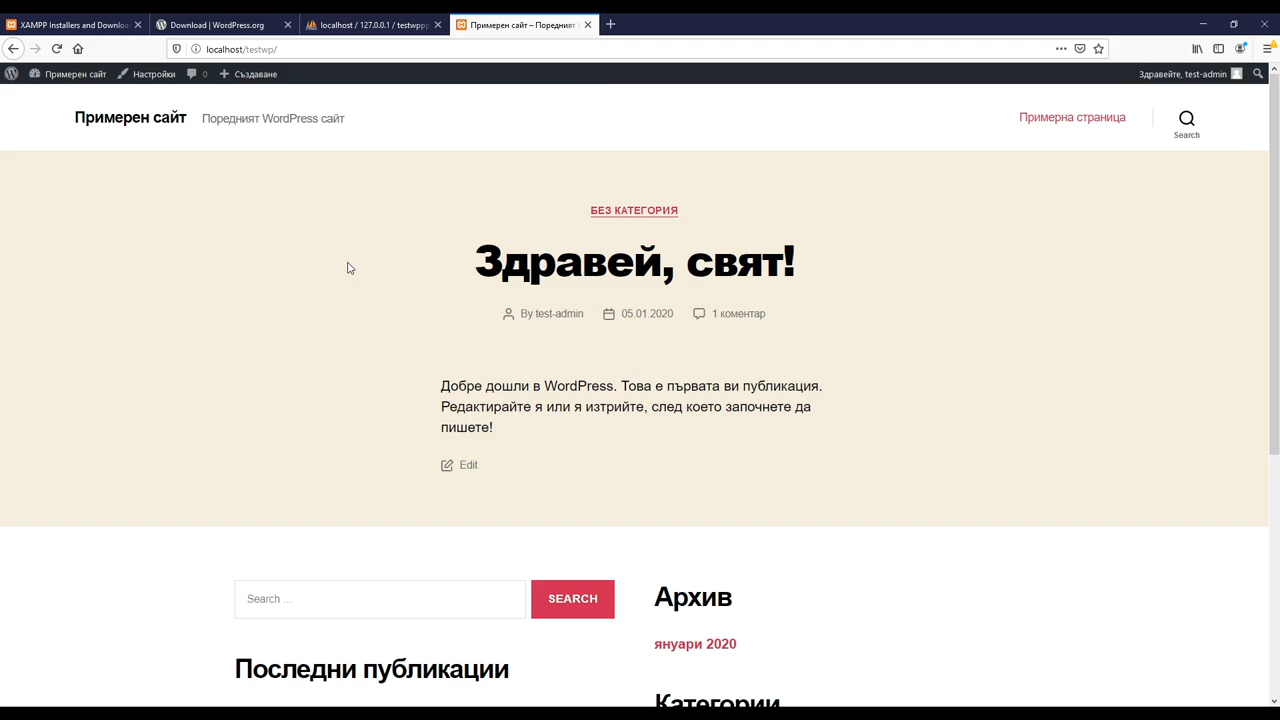 XAMPP Installers and Downloa
Download | WordPress.org
localhost / 127.0.0.1 / testwppp
Примерен сайт – Поредният W
localhost/testwp/
Примерен сайт
Настройки
0
Създаване
Здравейте, test-admin
Примерен сайт
Поредният WordPress сайт
Примерна страница
Search
БЕЗ КАТЕГОРИЯ
Здравей, свят!
By test-admin
05.01.2020
1 коментар
Добре дошли в WordPress. Това е първата ви публикация.
Редактирайте я или я изтрийте, след което започнете да
пишете!
Edit
Search …
SEARCH
Последни публикации
Архив
януари 2020
Категории